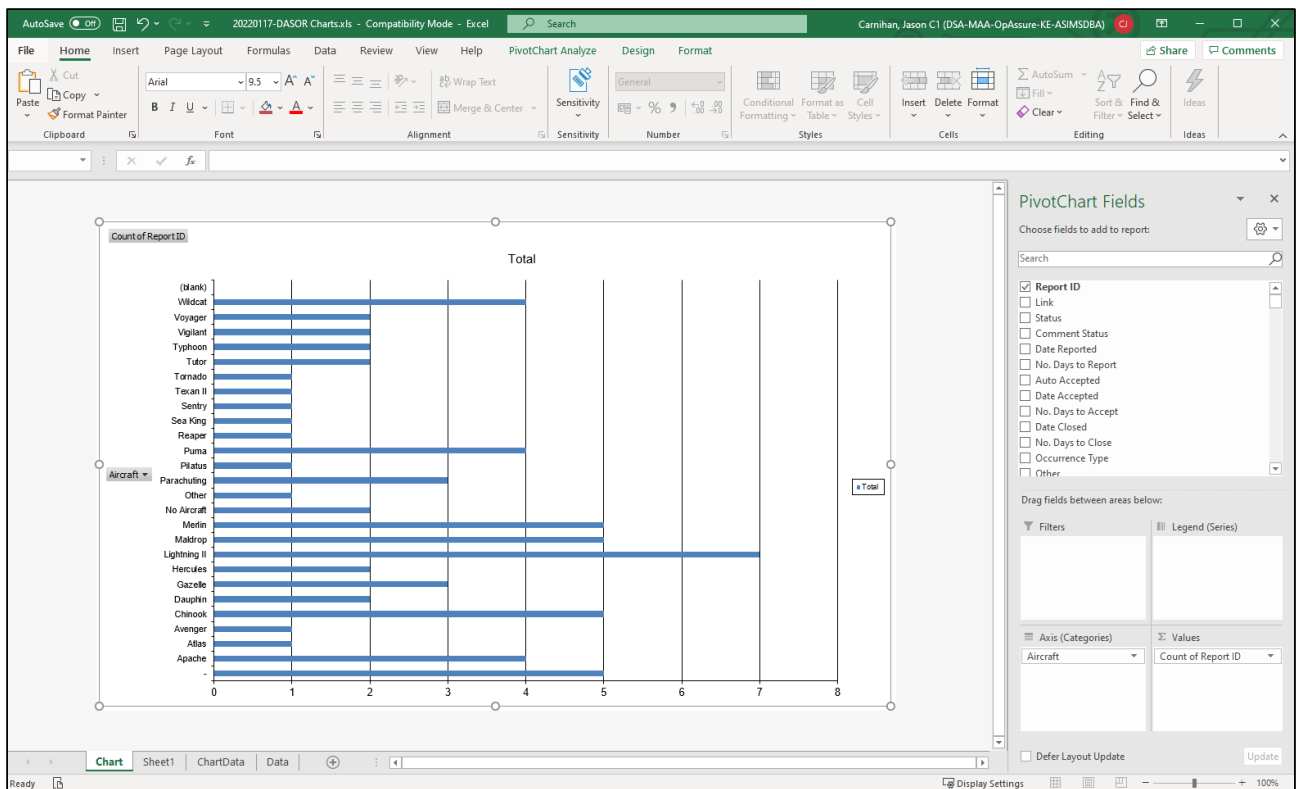 AutoSave Off 20220117-DASOR Charts.xls - Compatibility Mode - Excel Search Carnihan, Jason C1 (DSA-MAA-OpAssure-KE-ASIMSDBA) CJ
File Home Insert Page Layout Formulas Data Review View Help PivotChart Analyze Design Format Share Comments
Cut
Copy
Format Painter
Paste
Clipboard
Arial 9.5 A A
B I U A
Font
ab Wrap Text
Merge & Center
Alignment
Sensitivity
Sensitivity
General
% 9
Number
Conditional Formatting
Format as Table
Cell Styles
Styles
Insert Delete Format
Cells
AutoSum
Fill
Clear
Sort & Filter
Find & Select
Editing
Ideas
Ideas
fx
Count of Report ID
Total
(blank)
Wildcat
Voyager
Vigilant
Typhoon
Tutor
Tornado
Texan II
Sentry
Sea King
Reaper
Puma
Pilatus
Aircraft
Parachuting
Other
No Aircraft
Merlin
Maldrop
Lightning II
Hercules
Gazelle
Dauphin
Chinook
Avenger
Atlas
Apache
-
0 1 2 3 4 5 6 7 8
Total
PivotChart Fields
Choose fields to add to report:
Search
Report ID
Link
Status
Comment Status
Date Reported
No. Days to Report
Auto Accepted
Date Accepted
No. Days to Accept
Date Closed
No. Days to Close
Occurrence Type
Other
Drag fields between areas below:
Filters Legend (Series)
Axis (Categories) Σ Values
Aircraft Count of Report ID
Defer Layout Update Update
Chart Sheet1 ChartData Data
Ready Display Settings 100%